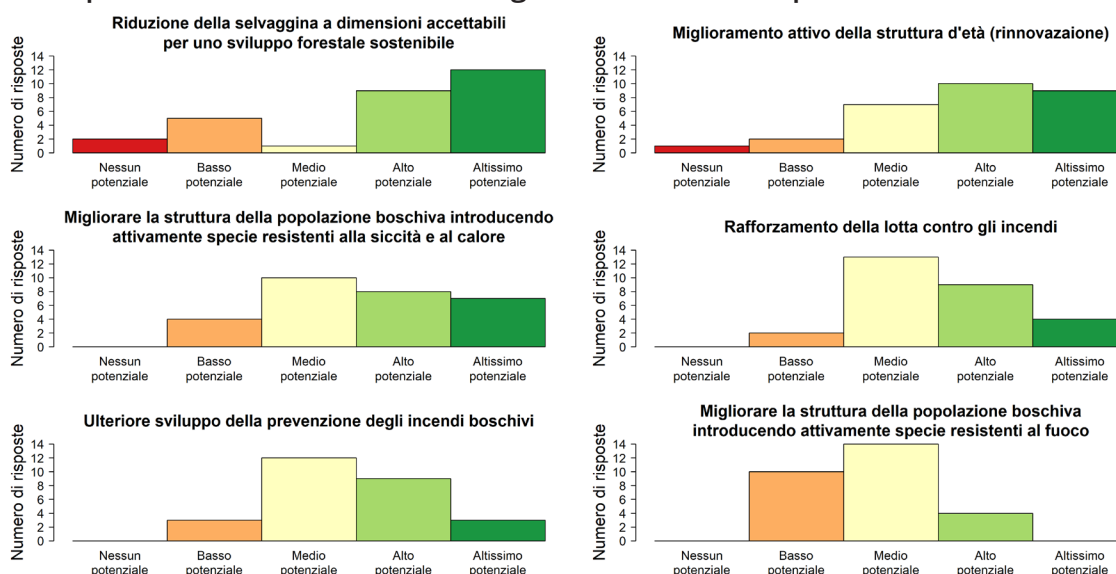 Riduzione della selvaggina a dimensioni accettabili
per uno sviluppo forestale sostenibile
Numero di risposte
14
12
10
8
6
4
2
0
Nessun potenziale
Basso potenziale
Medio potenziale
Alto potenziale
Altissimo potenziale
Miglioramento attivo della struttura d'età (rinnovazaione)
Numero di risposte
14
12
10
8
6
4
2
0
Nessun potenziale
Basso potenziale
Medio potenziale
Alto potenziale
Altissimo potenziale
Migliorare la struttura della popolazione boschiva introducendo
attivamente specie resistenti alla siccità e al calore
Numero di risposte
14
12
10
8
6
4
2
0
Nessun potenziale
Basso potenziale
Medio potenziale
Alto potenziale
Altissimo potenziale
Rafforzamento della lotta contro gli incendi
Numero di risposte
14
12
10
8
6
4
2
0
Nessun potenziale
Basso potenziale
Medio potenziale
Alto potenziale
Altissimo potenziale
Ulteriore sviluppo della prevenzione degli incendi boschivi
Numero di risposte
14
12
10
8
6
4
2
0
Nessun potenziale
Basso potenziale
Medio potenziale
Alto potenziale
Altissimo potenziale
Migliorare la struttura della popolazione boschiva
introducendo attivamente specie resistenti al fuoco
Numero di risposte
14
12
10
8
6
4
2
0
Nessun potenziale
Basso potenziale
Medio potenziale
Alto potenziale
Altissimo potenziale